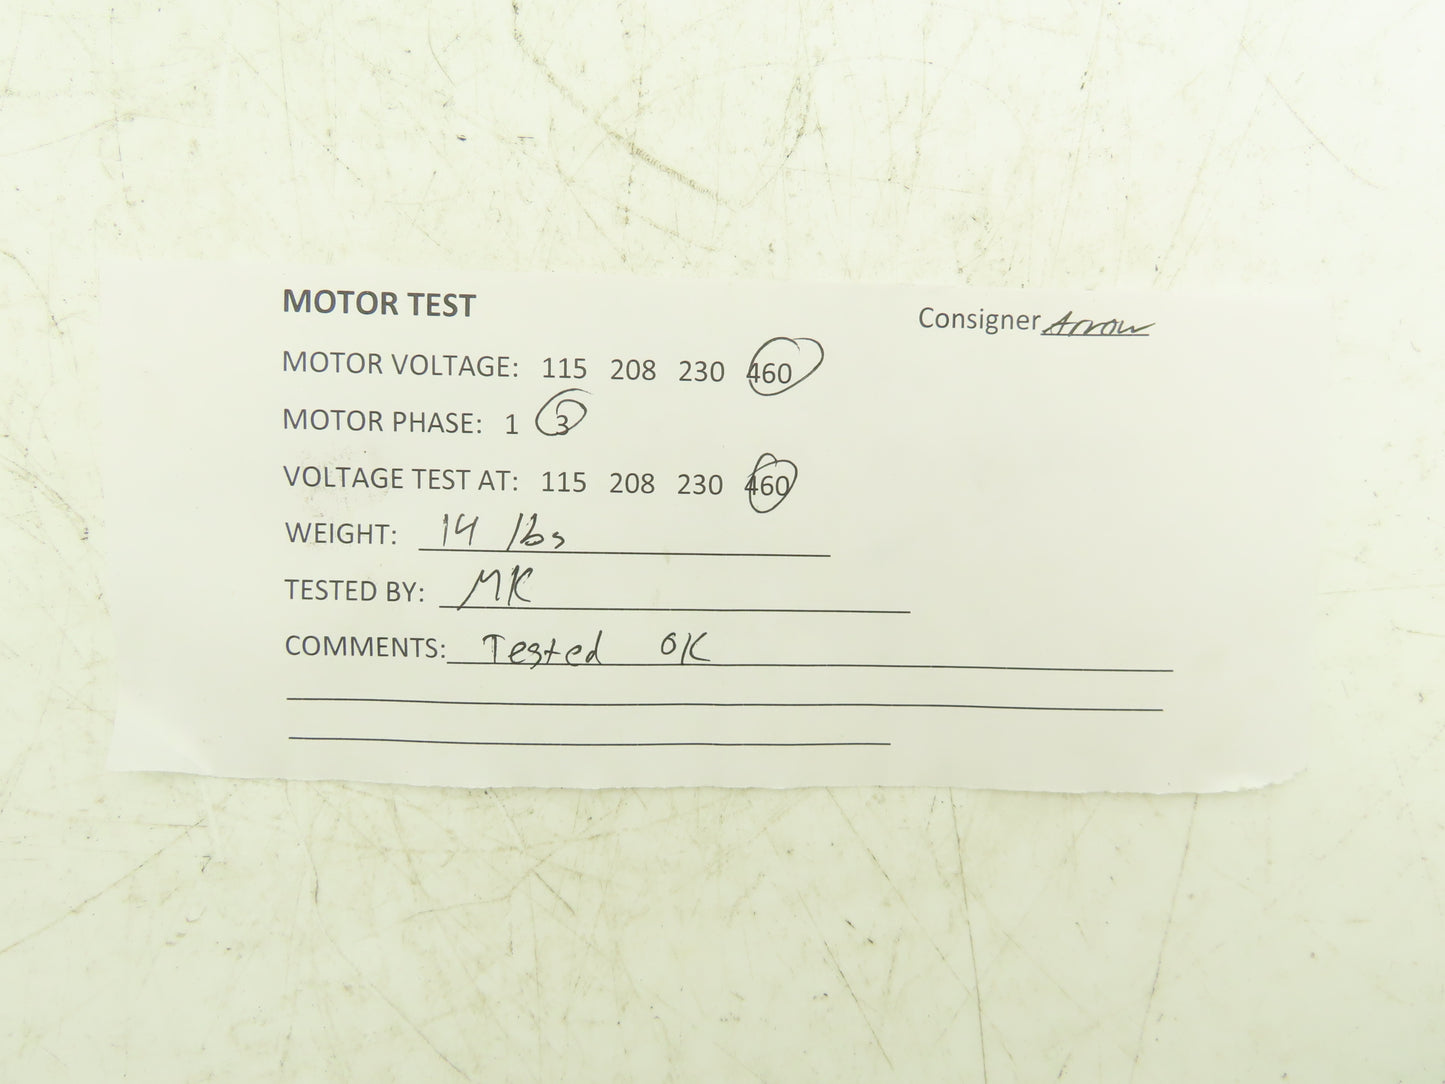 MOTOR TEST
Consigner Arrow
MOTOR VOLTAGE: 115 208 230 460
MOTOR PHASE: 1 3
VOLTAGE TEST AT: 115 208 230 460
WEIGHT: 14 lbs
TESTED BY: MK
COMMENTS: Tested OK